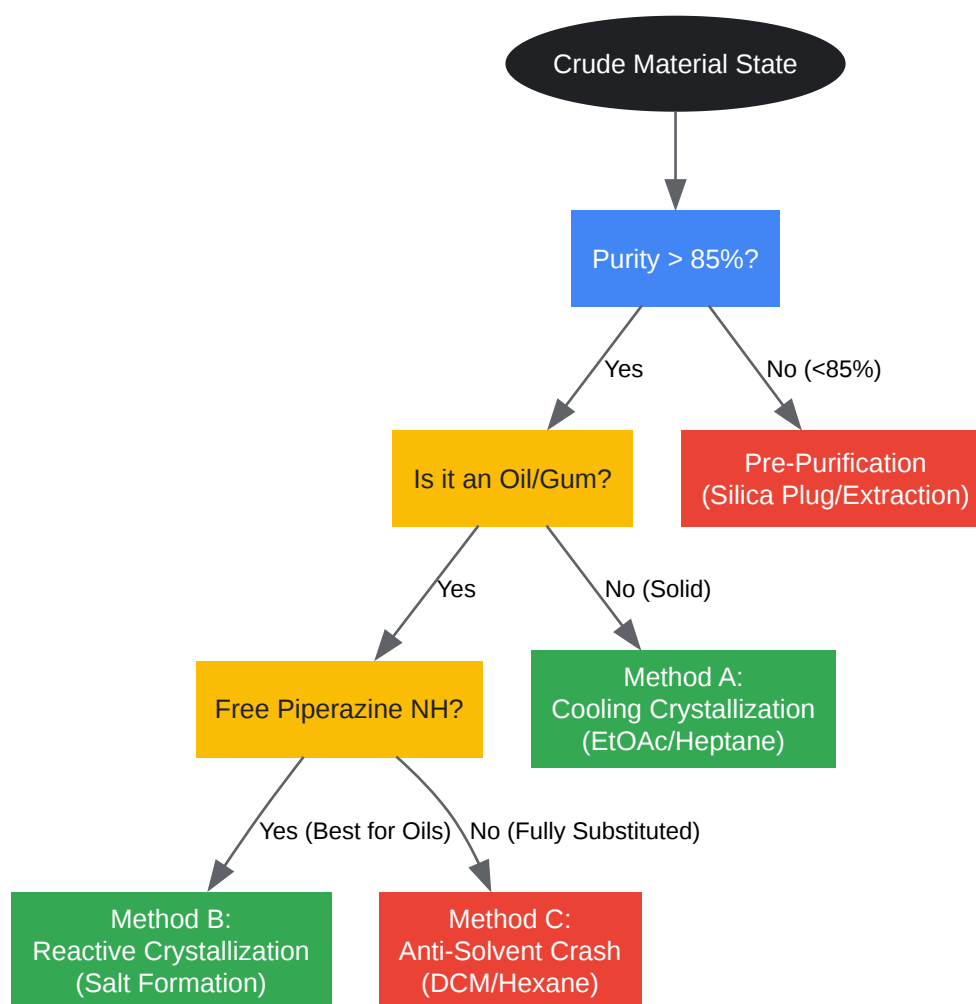 Crude Material State
Purity > 85%?
Yes
No (<85%)
Is it an Oil/Gum?
Pre-Purification
(Silica Plug/Extraction)
Yes
No (Solid)
Free Piperazine NH?
Method A:
Cooling Crystallization
(EtOAc/Heptane)
Yes (Best for Oils)
No (Fully Substituted)
Method B:
Reactive Crystallization
(Salt Formation)
Method C:
Anti-Solvent Crash
(DCM/Hexane)